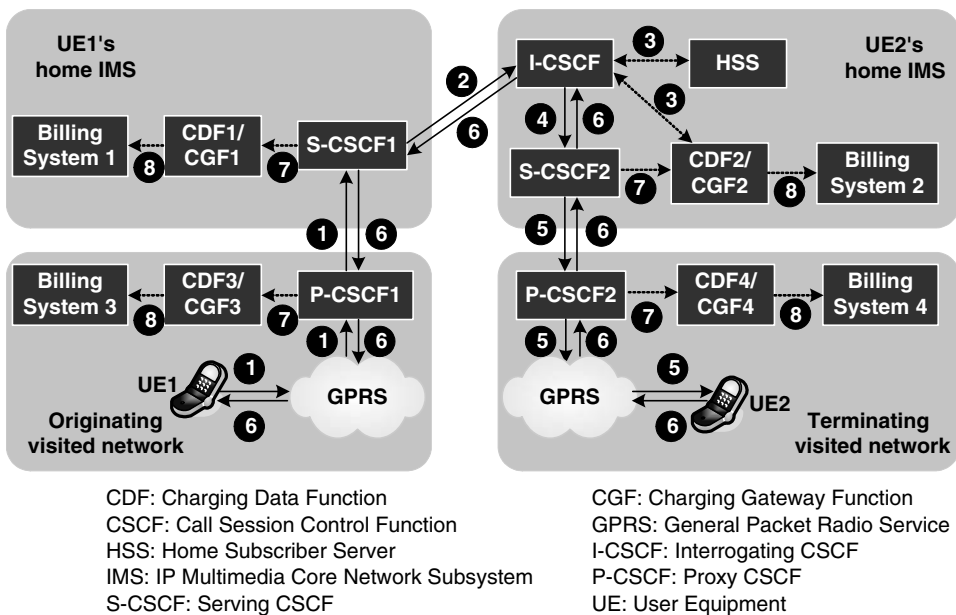 UE1's
home IMS
2
I-CSCF
3
HSS
UE2's
home IMS
3
Billing
System 1
8
CDF1/
CGF1
7
S-CSCF1
6
4
6
S-CSCF2
7
CDF2/
CGF2
8
Billing
System 2
1
6
5
6
Billing
System 3
8
CDF3/
CGF3
7
P-CSCF1
P-CSCF2
7
CDF4/
CGF4
8
Billing
System 4
1
6
5
6
UE1
1
6
GPRS
GPRS
5
6
UE2
Originating
visited network
Terminating
visited network
CDF: Charging Data Function
CSCF: Call Session Control Function
HSS: Home Subscriber Server
IMS: IP Multimedia Core Network Subsystem
S-CSCF: Serving CSCF
CGF: Charging Gateway Function
GPRS: General Packet Radio Service
I-CSCF: Interrogating CSCF
P-CSCF: Proxy CSCF
UE: User Equipment